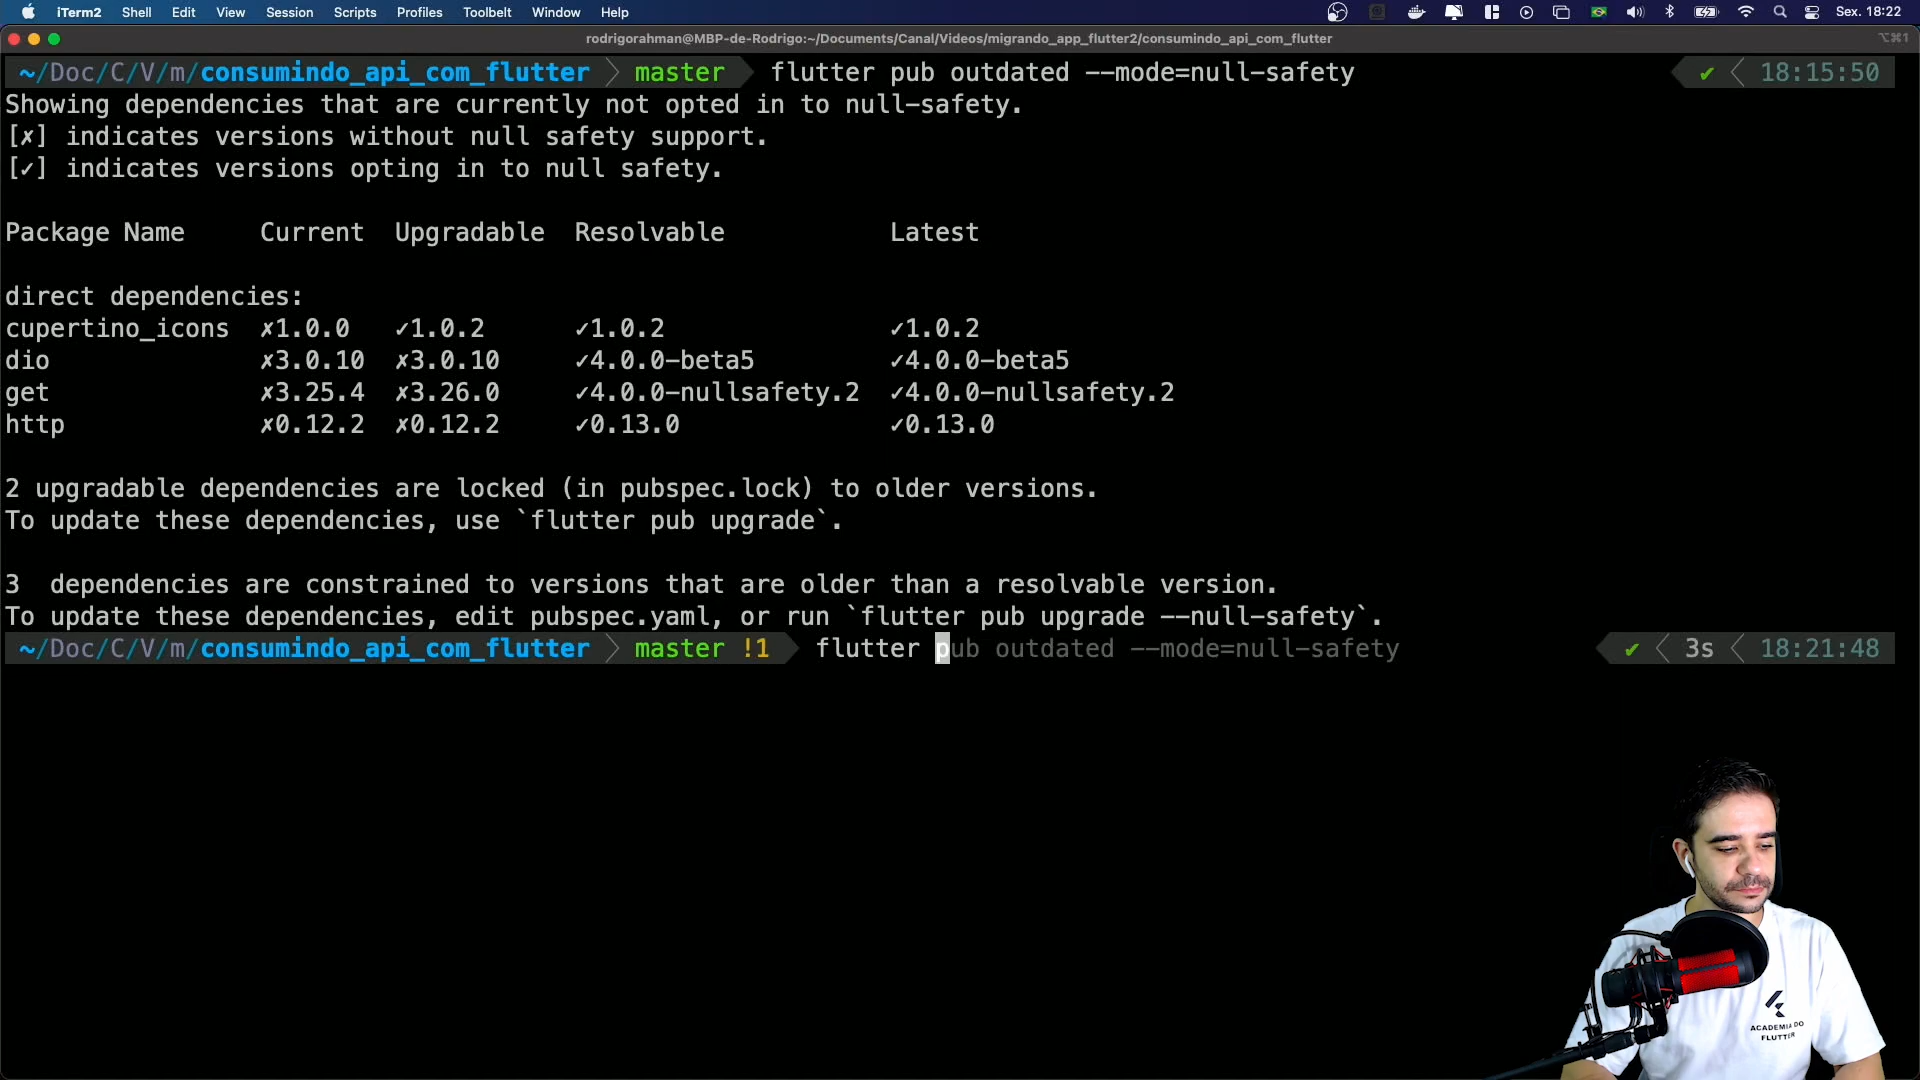 iTerm2 Shell Edit View Session Scripts Profiles Toolbelt Window Help Sex. 18:22
rodrigorahman@MBP-de-Rodrigo:~/Documents/Canal/Videos/migrando_app_flutter2/consumindo_api_com_flutter ⌥⌘1
~/Doc/C/V/m/consumindo_api_com_flutter master flutter pub outdated --mode=null-safety ✔ 18:15:50
Showing dependencies that are currently not opted in to null-safety.
[✗] indicates versions without null safety support.
[✓] indicates versions opting in to null safety.
Package Name Current Upgradable Resolvable Latest
direct dependencies:
cupertino_icons ✗1.0.0 ✓1.0.2 ✓1.0.2 ✓1.0.2
dio ✗3.0.10 ✗3.0.10 ✓4.0.0-beta5 ✓4.0.0-beta5
get ✗3.25.4 ✗3.26.0 ✓4.0.0-nullsafety.2 ✓4.0.0-nullsafety.2
http ✗0.12.2 ✗0.12.2 ✓0.13.0 ✓0.13.0
2 upgradable dependencies are locked (in pubspec.lock) to older versions.
To update these dependencies, use `flutter pub upgrade`.
3  dependencies are constrained to versions that are older than a resolvable version.
To update these dependencies, edit pubspec.yaml, or run `flutter pub upgrade --null-safety`.
~/Doc/C/V/m/consumindo_api_com_flutter master !1 flutter pub outdated --mode=null-safety ✔ 3s 18:21:48
ACADEMIA DO
FLUTTER